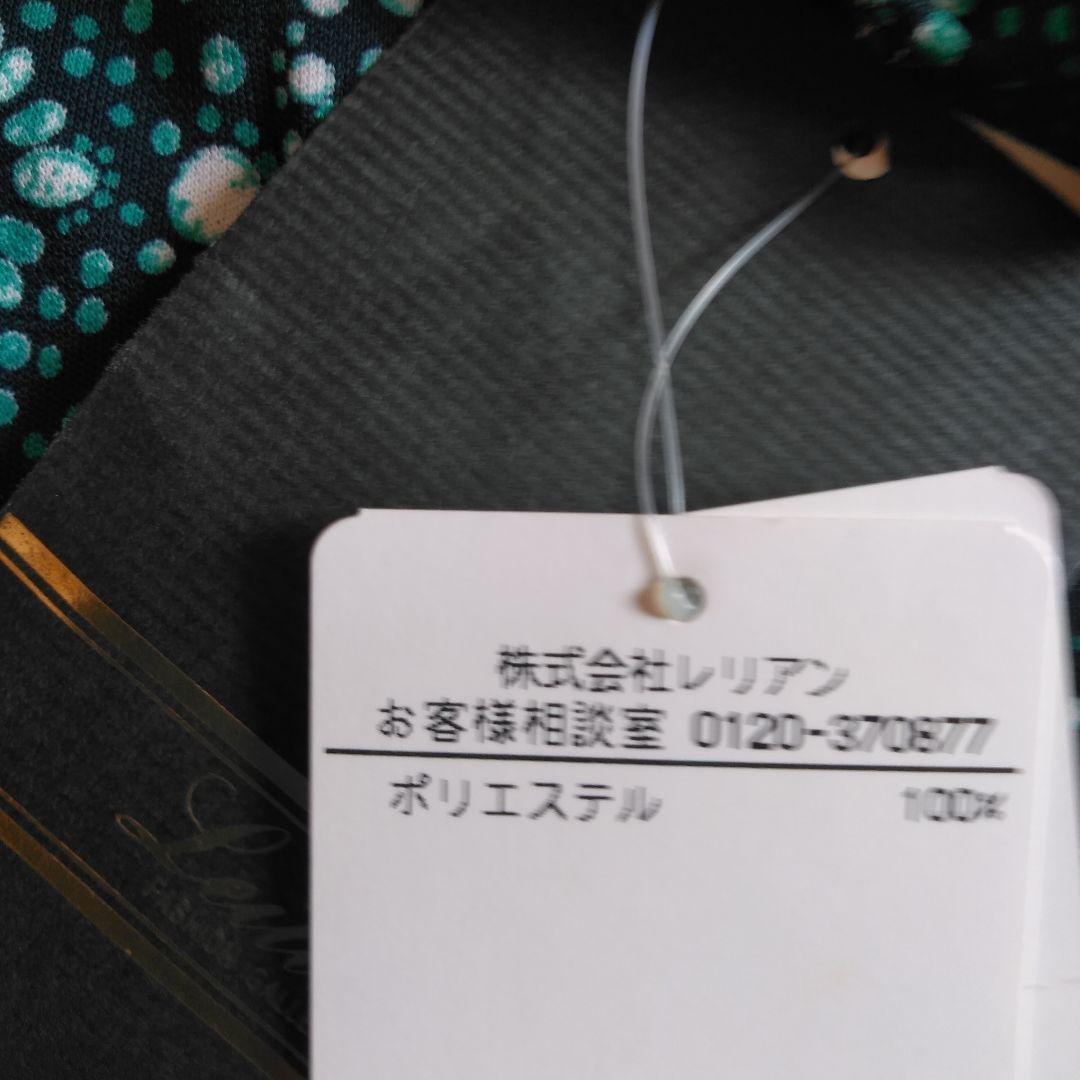 株式会社レリアン
お客様相談室 0120-370877
ポリエステル 100%